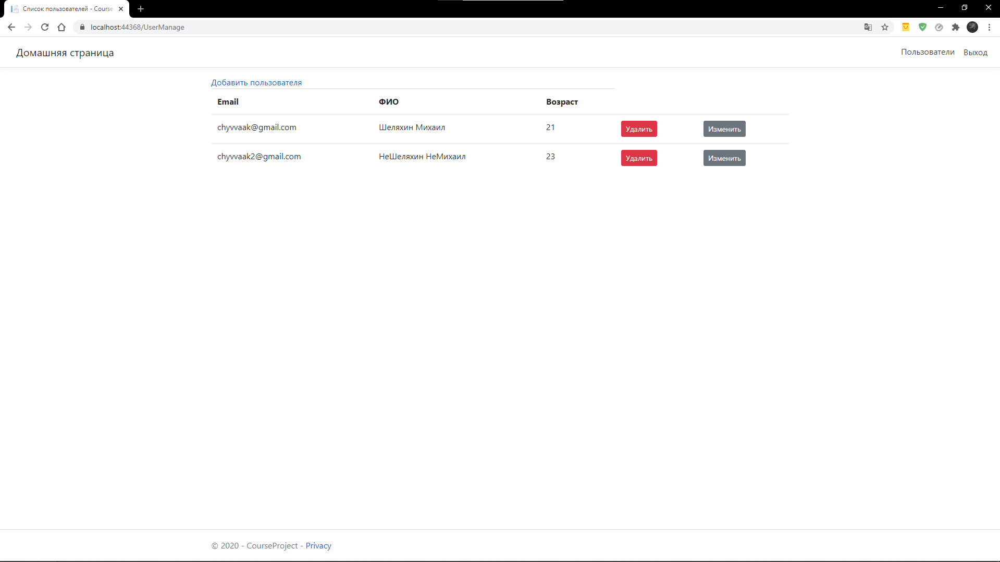 Список пользователей - Course
localhost:44368/UserManage
Домашняя страница
Пользователи Выход
Добавить пользователя
Email ФИО Возраст
chyvvaak@gmail.com Шеляхин Михаил 21 Удалить Изменить
chyvvaak2@gmail.com НеШеляхин НеМихаил 23 Удалить Изменить
© 2020 - CourseProject - Privacy